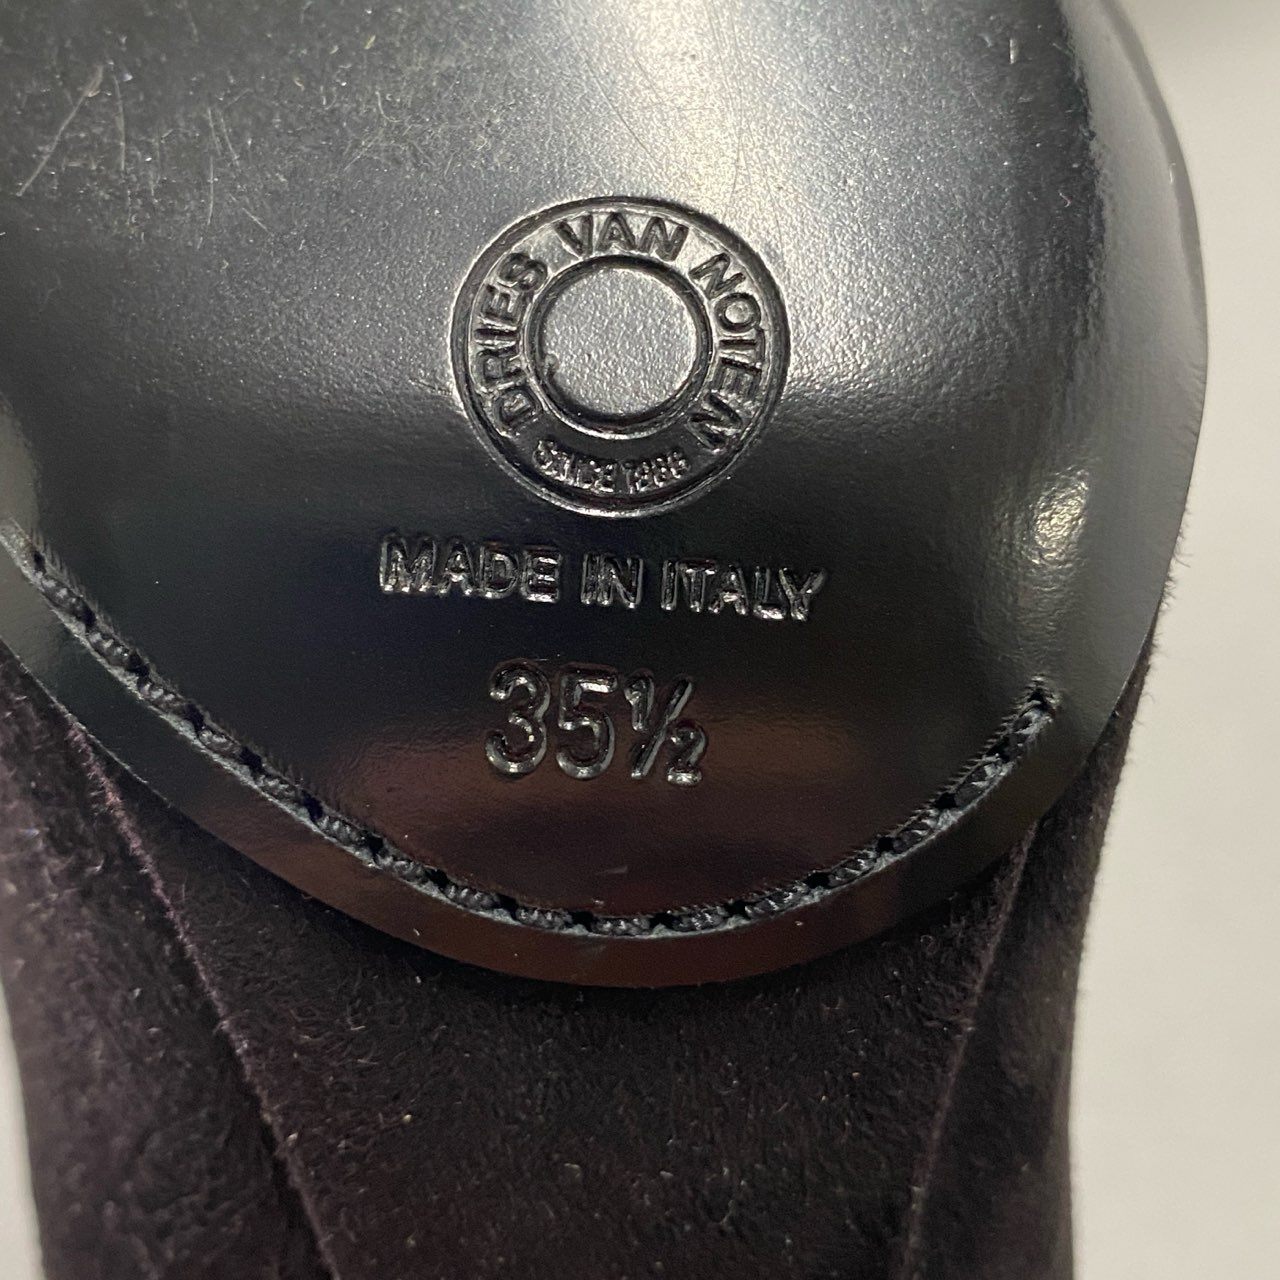 DRIES VAN NOTEN
SINCE 1986
MADE IN ITALY
35½